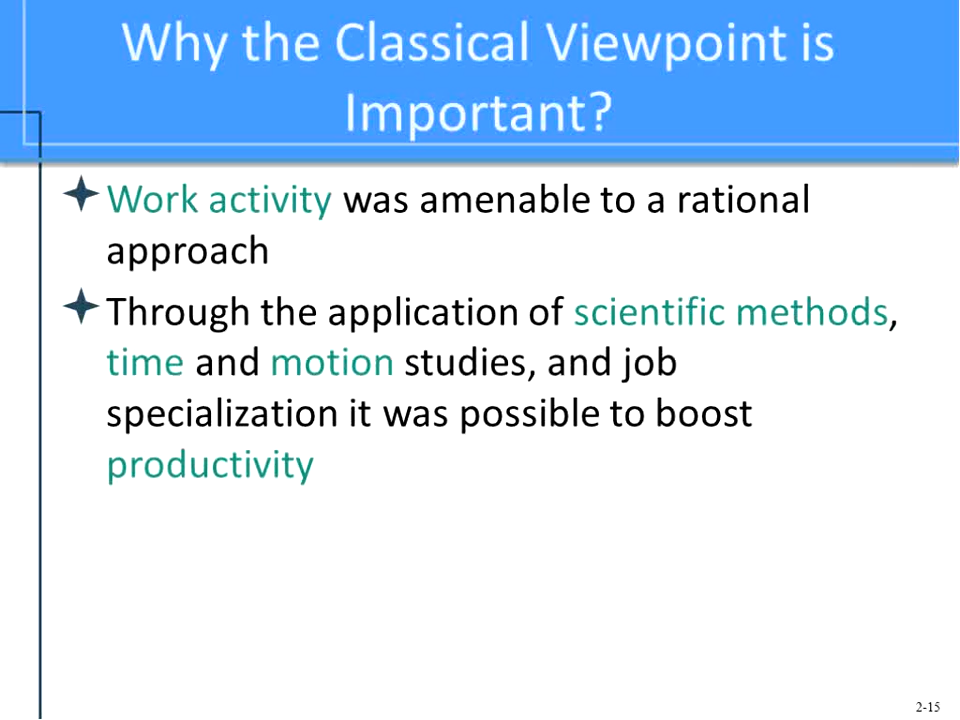 Why the Classical Viewpoint is
Important?
Work activity was amenable to a rational
approach
Through the application of scientific methods,
time and motion studies, and job
specialization it was possible to boost
productivity
2-15